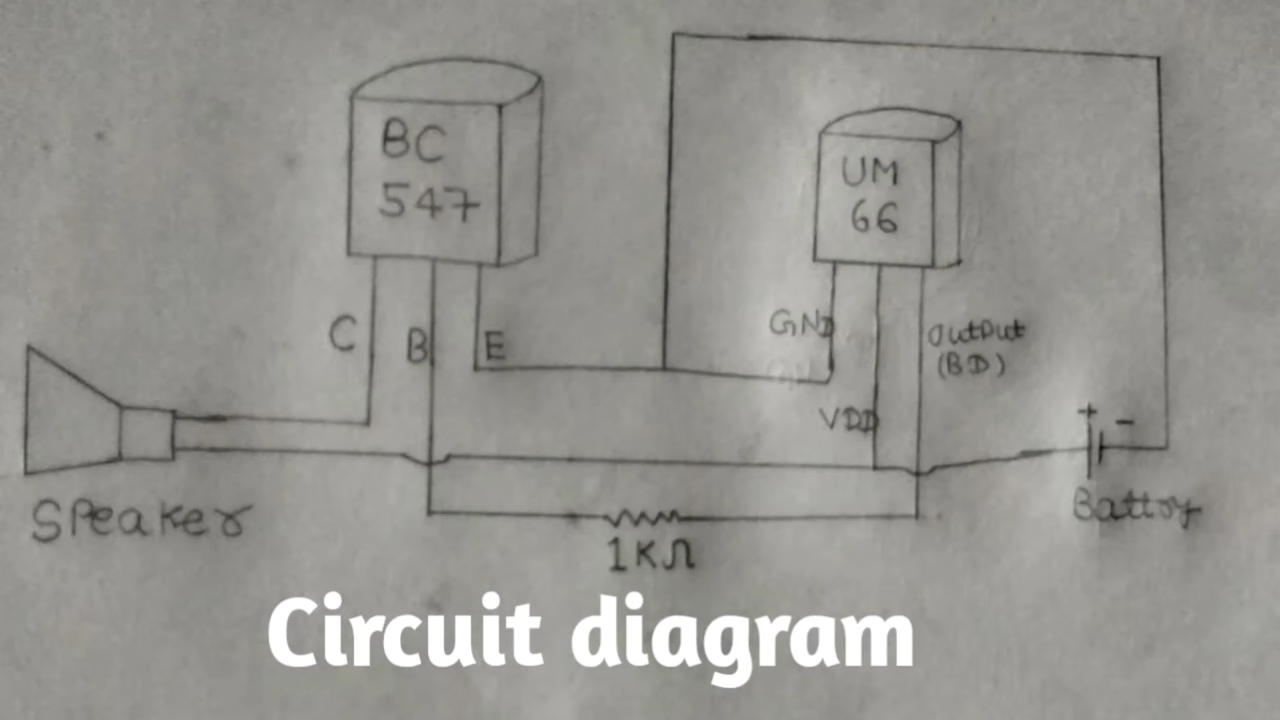 BC
547
UM
66
C
B
E
GND
OUTPUT
(BD)
VDD
+
-
Speaker
Battry
1KΩ
Circuit diagram